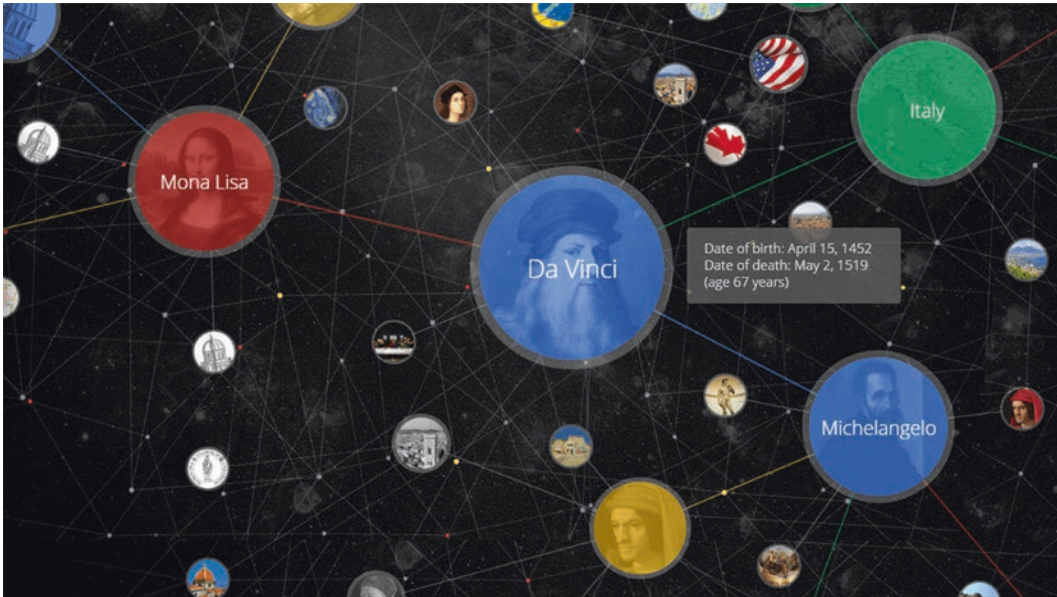 Italy
Mona Lisa
Da Vinci
Date of birth: April 15, 1452
Date of death: May 2, 1519
(age 67 years)
Michelangelo